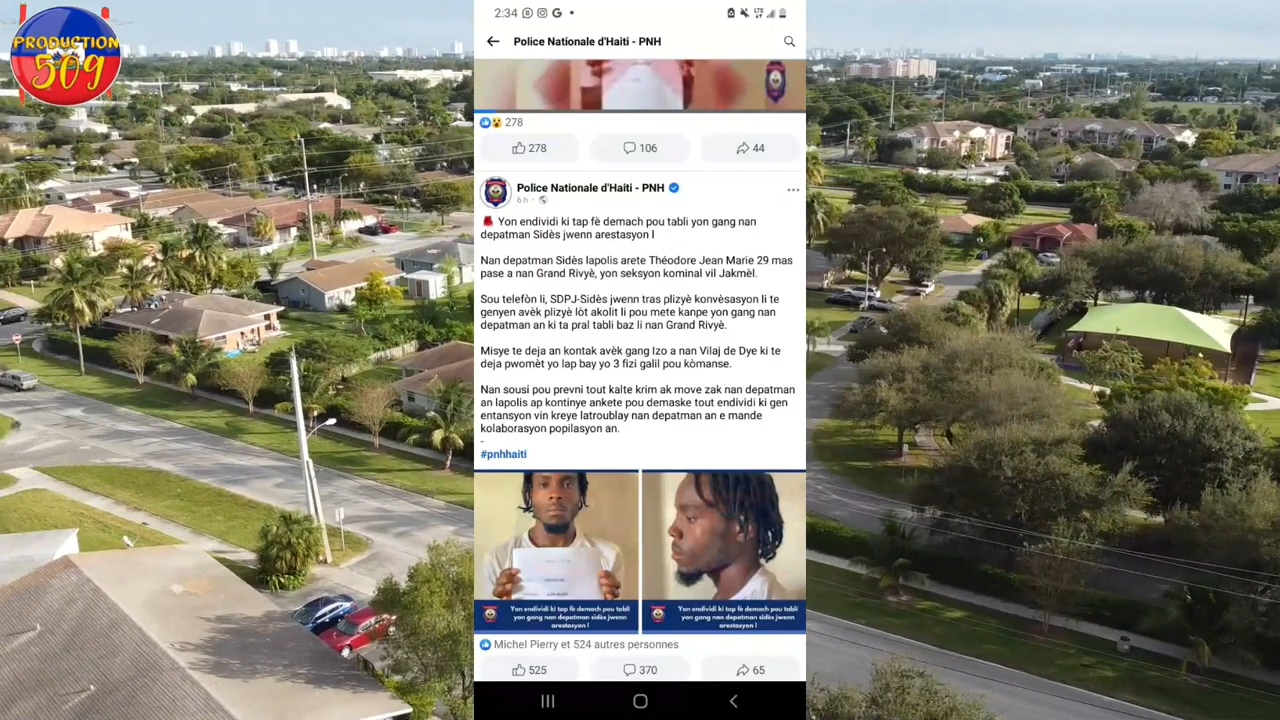 PRODUCTION
509
2:34
LTE
Police Nationale d'Haiti - PNH
278
278
106
44
Police Nationale d'Haiti - PNH
6 h
Yon endividi ki tap fè demach pou tabli yon gang nan
depatman Sidès jwenn arestasyon !
Nan depatman Sidès lapolis arete Théodore Jean Marie 29 mas
pase a nan Grand Rivyè, yon seksyon kominal vil Jakmèl.
Sou telefòn li, SDPJ-Sidès jwenn tras plizyè konvèsasyon li te
genyen avèk plizyè lòt akolit li pou mete kanpe yon gang nan
depatman an ki ta pral tabli baz li nan Grand Rivyè.
Misye te deja an kontak avèk gang Izo a nan Vilaj de Dye ki te
deja pwomèt yo lap bay yo 3 fizi galil pou kòmanse.
Nan sousi pou prevni tout kalte krim ak move zak nan depatman
an lapolis ap kontinye ankete pou demaske tout endividi ki gen
entansyon vin kreye latroublay nan depatman an e mande
kolaborasyon popilasyon an.
-
#pnhhaiti
Yon endividi ki tap fè demach pou tabli
yon gang nan depatman sidès jwenn
arestasyon !
Yon endividi ki tap fè demach pou tabli
yon gang nan depatman sidès jwenn
arestasyon !
Michel Pierry et 524 autres personnes
525
370
65